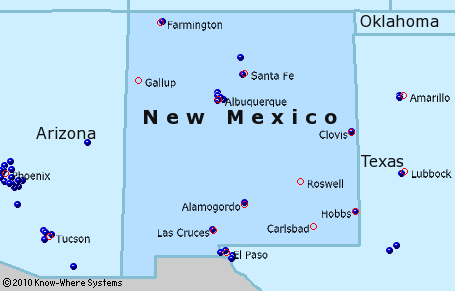 Oklahoma
Farmington
Santa Fe
Gallup
Amarillo
Albuquerque
New Mexico
Arizona
Clovis
Texas
Phoenix
Lubbock
Roswell
Alamogordo
Hobbs
Carlsbad
Las Cruces
Tucson
El Paso
©2010 Know-Where Systems